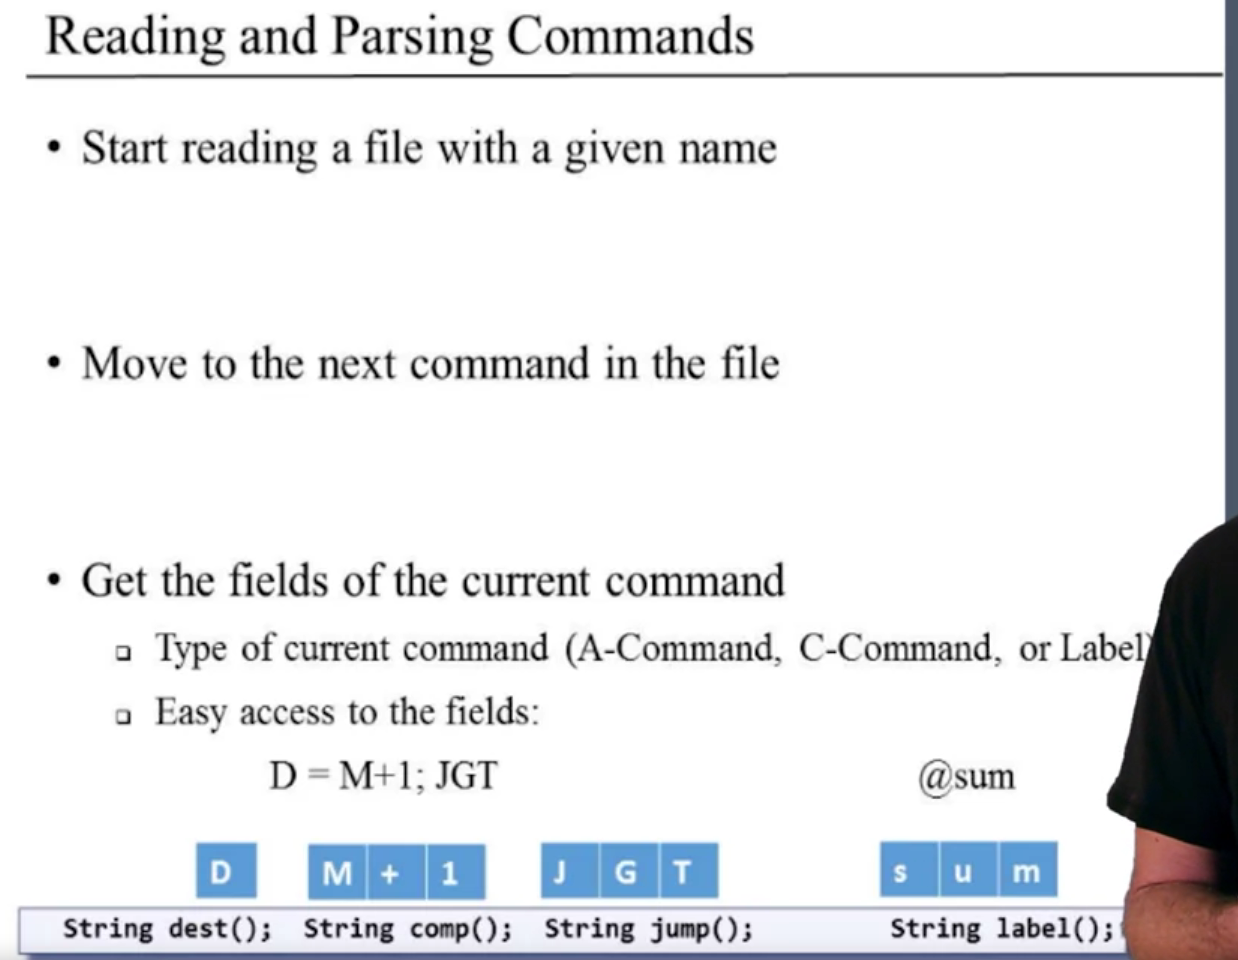 Reading and Parsing Commands
• Start reading a file with a given name
• Move to the next command in the file
• Get the fields of the current command
❑ Type of current command (A-Command, C-Command, or Label)
❑ Easy access to the fields:
D = M+1; JGT @sum
D M + 1 J G T s u m
String dest(); String comp(); String jump(); String label();